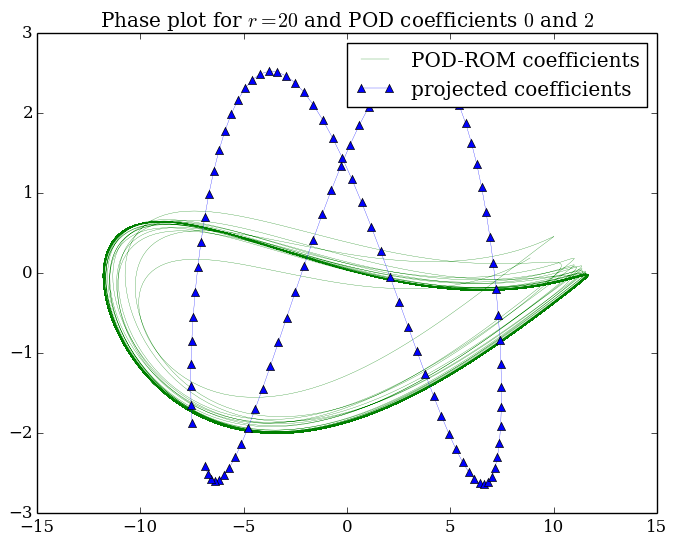 Phase plot for r = 20 and POD coefficients 0 and 2
POD-ROM coefficients
projected coefficients
3
2
1
0
−1
−2
−3
−15 −10 −5 0 5 10 15